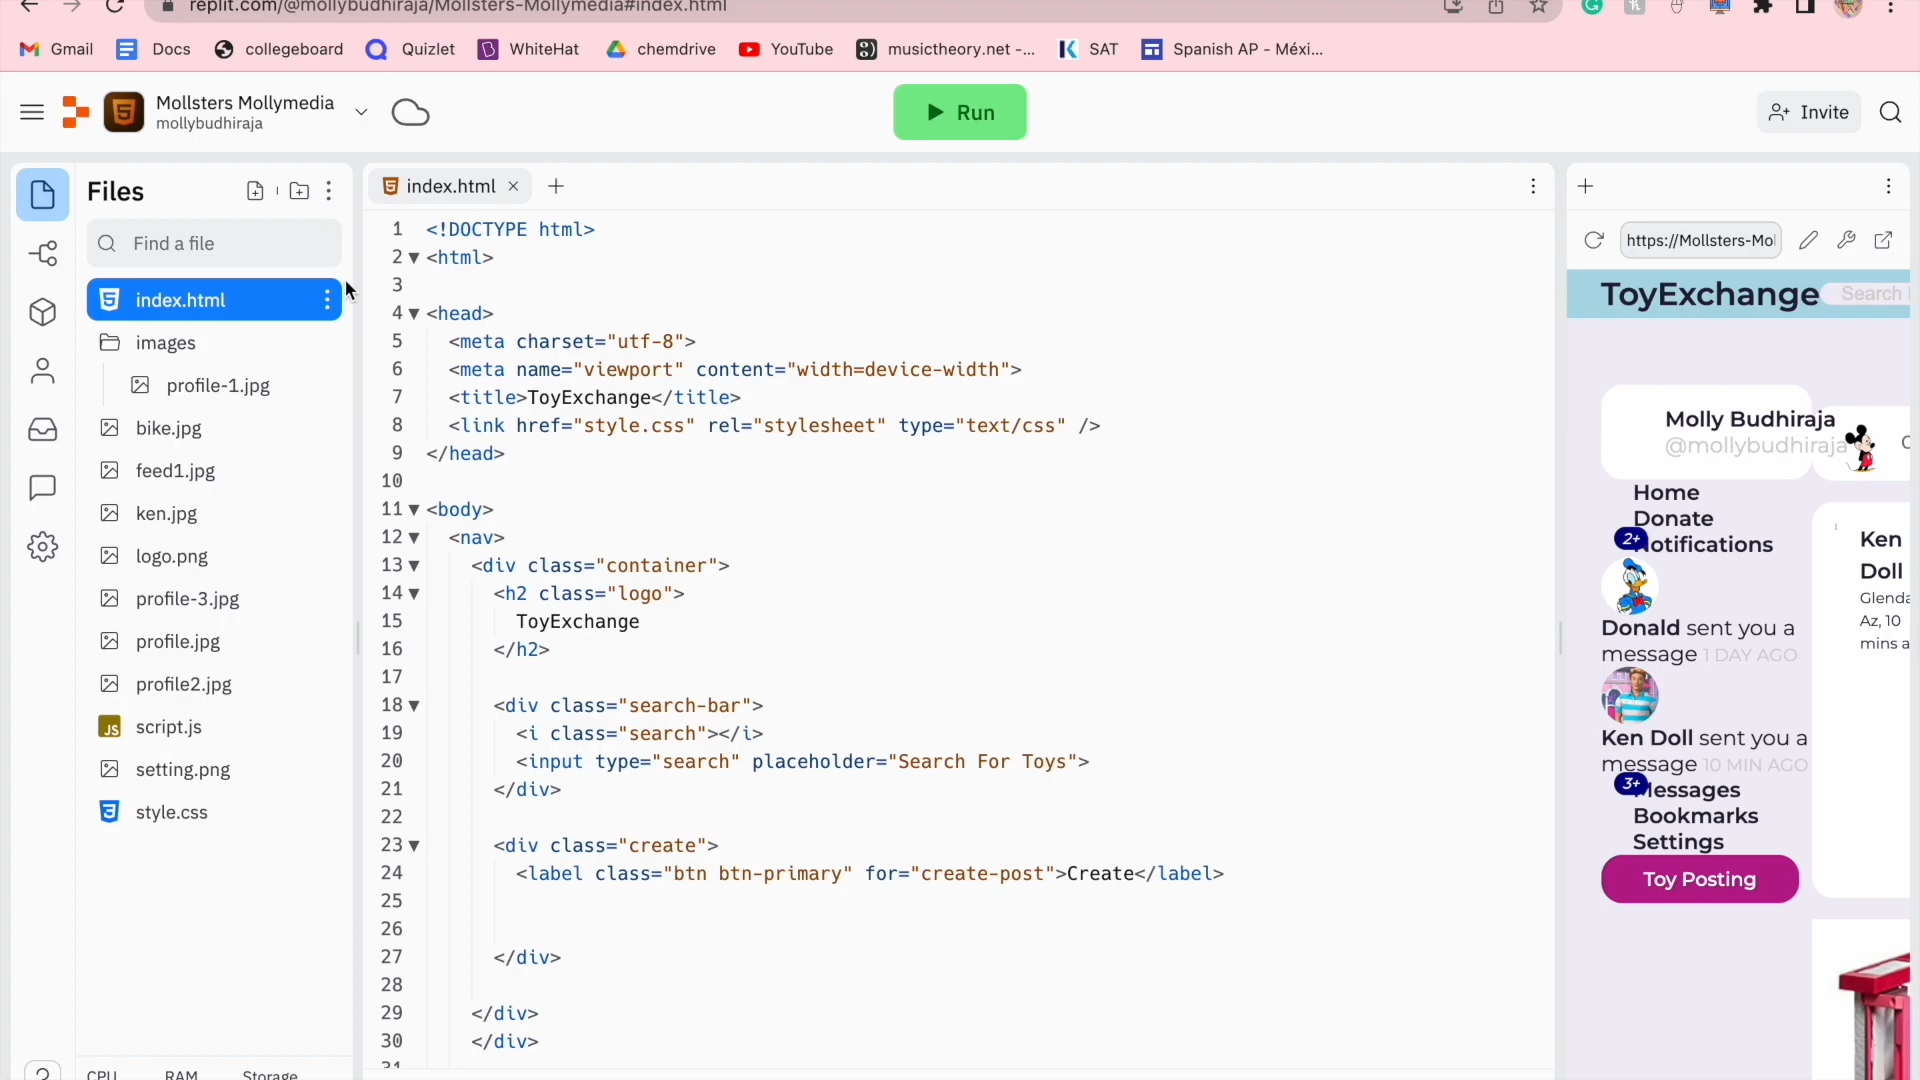 replit.com/@mollybudhiraja/Mollsters-Mollymedia#index.html
Gmail Docs collegeboard Quizlet WhiteHat chemdrive YouTube musictheory.net -... SAT Spanish AP - Méxi...
Mollsters Mollymedia
mollybudhiraja
Run
Invite
Files
Find a file
index.html
images
profile-1.jpg
bike.jpg
feed1.jpg
ken.jpg
logo.png
profile-3.jpg
profile.jpg
profile2.jpg
JS script.js
setting.png
style.css
CPU RAM Storage
index.html
1 <!DOCTYPE html>
2 <html>
3
4 <head>
5 <meta charset="utf-8">
6 <meta name="viewport" content="width=device-width">
7 <title>ToyExchange</title>
8 <link href="style.css" rel="stylesheet" type="text/css" />
9 </head>
10
11 <body>
12 <nav>
13 <div class="container">
14 <h2 class="logo">
15 ToyExchange
16 </h2>
17
18 <div class="search-bar">
19 <i class="search"></i>
20 <input type="search" placeholder="Search For Toys">
21 </div>
22
23 <div class="create">
24 <label class="btn btn-primary" for="create-post">Create</label>
25
26
27 </div>
28
29 </div>
30 </div>
31
https://Mollsters-Mo
ToyExchange Search
Molly Budhiraja
@mollybudhiraja
Home
Donate
2+ Notifications
Donald sent you a
message 1 DAY AGO
Ken Doll sent you a
message 10 MIN AGO
3+ Messages
Bookmarks
Settings
Toy Posting
Ken
Doll
Glenda
Az, 10
mins a